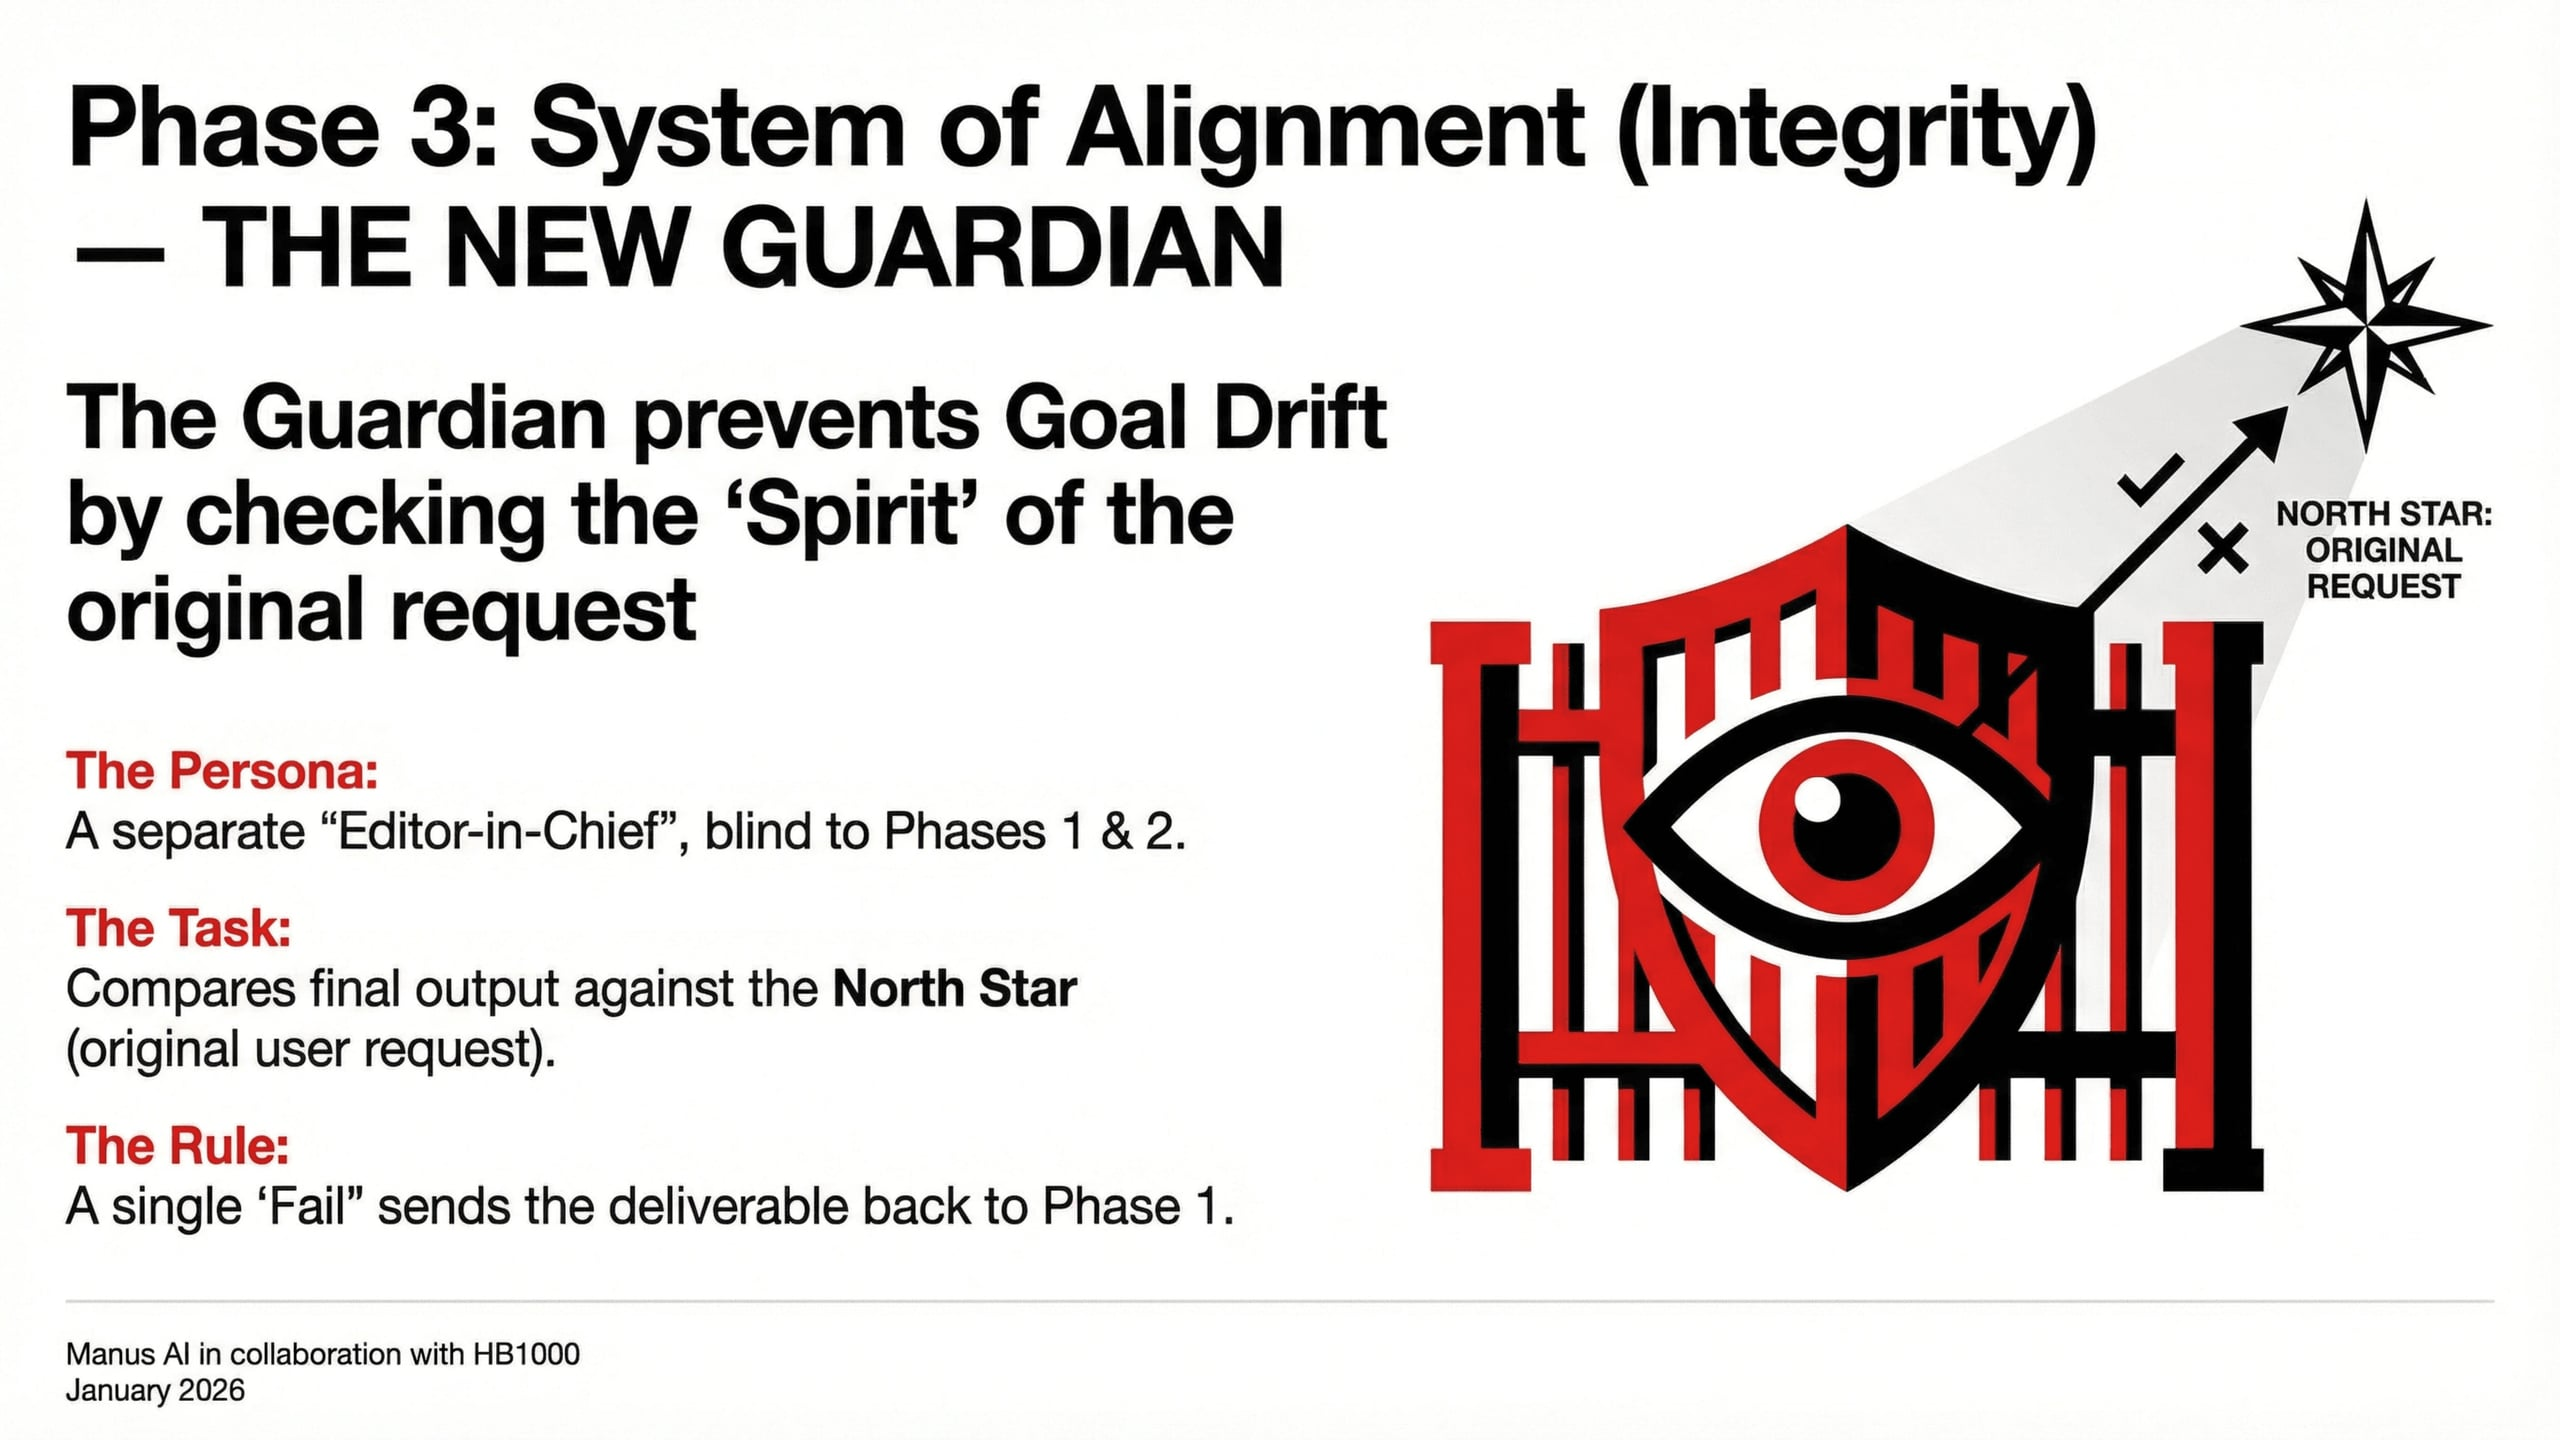 Phase 3: System of Alignment (Integrity)
— THE NEW GUARDIAN
The Guardian prevents Goal Drift
by checking the ‘Spirit’ of the
original request
The Persona:
A separate “Editor-in-Chief”, blind to Phases 1 & 2.
The Task:
Compares final output against the North Star
(original user request).
The Rule:
A single ‘Fail” sends the deliverable back to Phase 1.
NORTH STAR:
ORIGINAL
REQUEST
Manus AI in collaboration with HB1000
January 2026